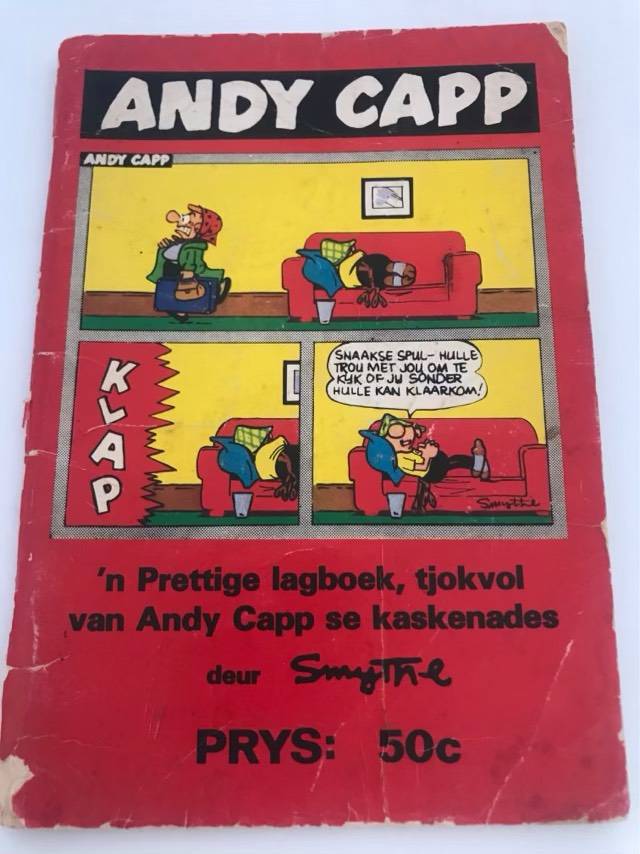 ANDY CAPP
ANDY CAPP
KLAP
SNAAKSE SPUL- HULLE
TROU MET JOU OM TE
KYK OF JY SONDER
HULLE KAN KLAARKOM!
Smythe
'n Prettige lagboek, tjokvol
van Andy Capp se kaskenades
deur Smythe
PRYS: 50c